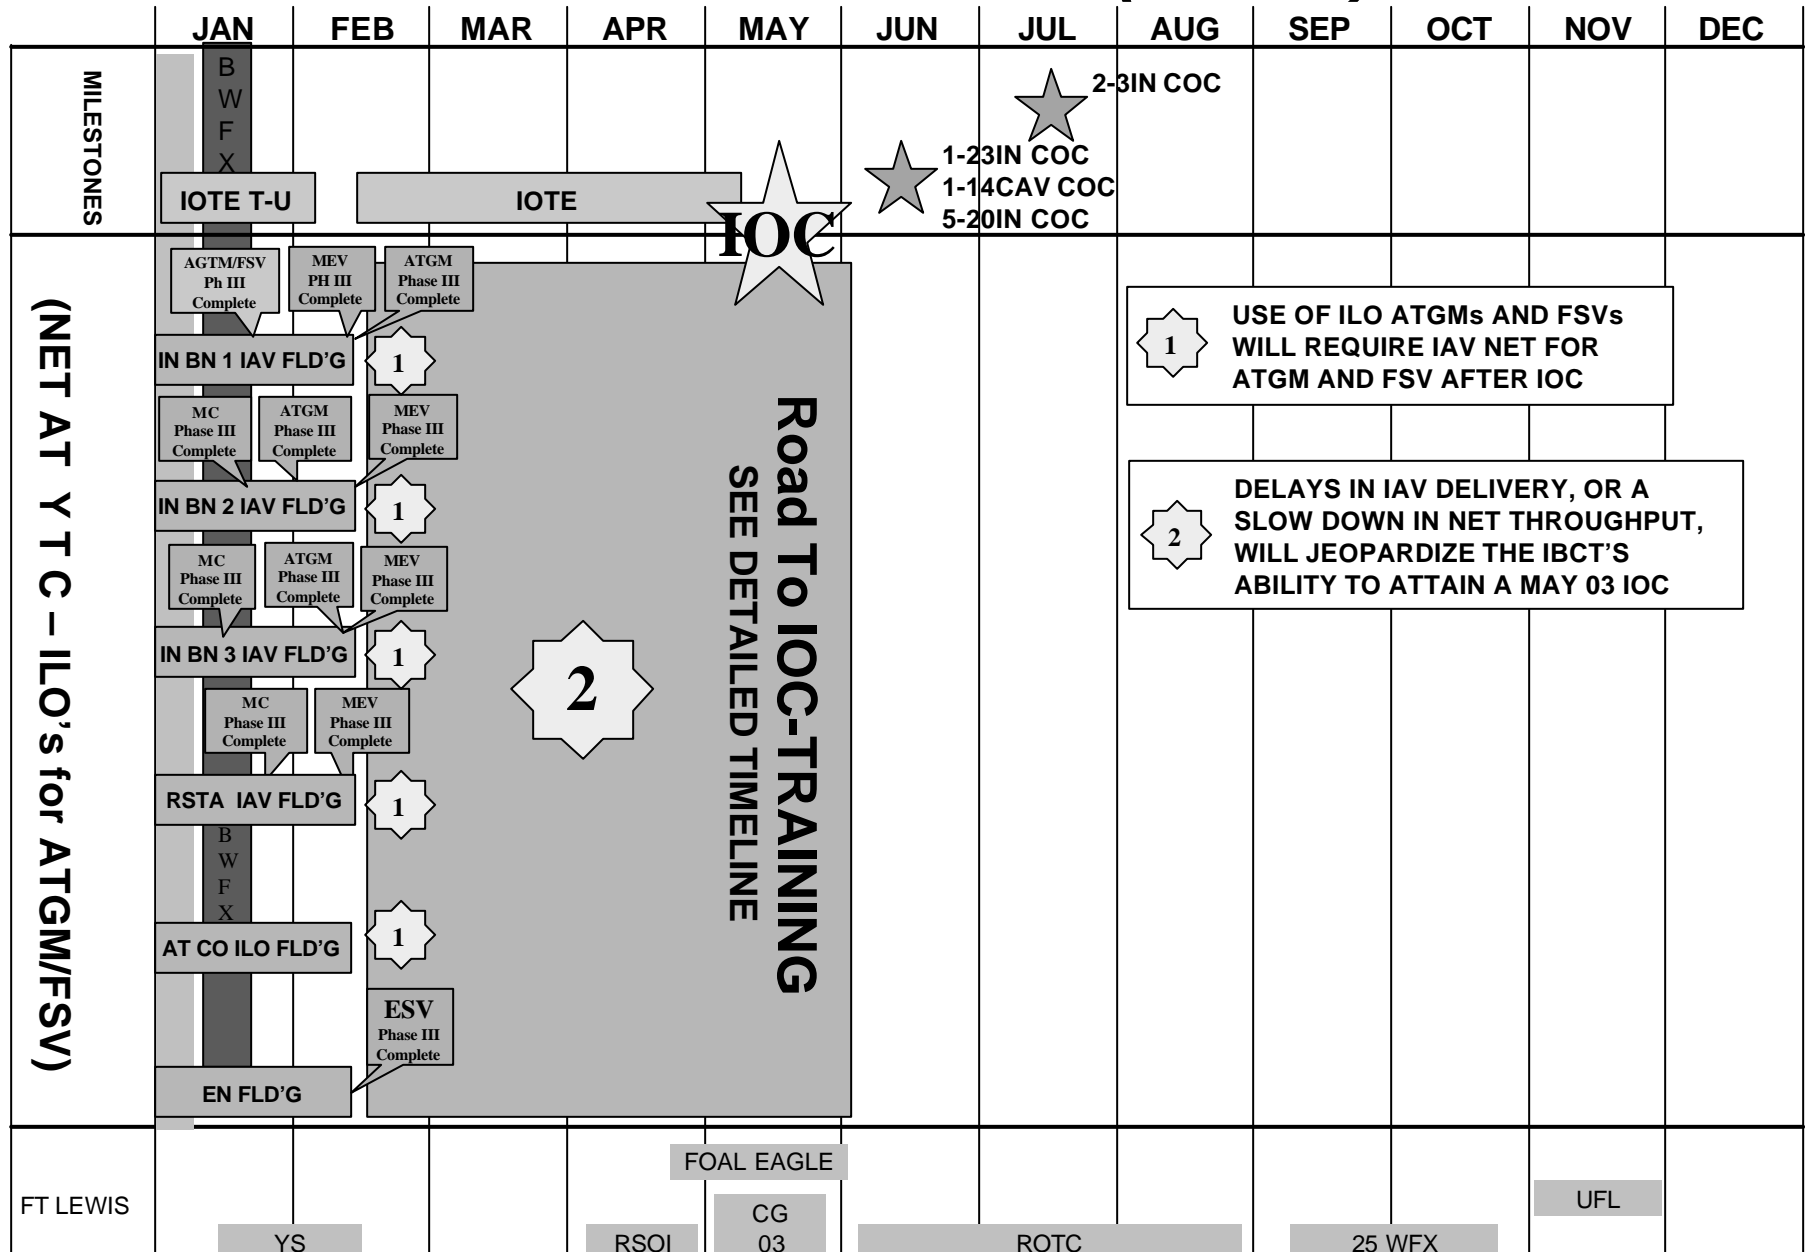 JAN FEB MAR APR MAY JUN JUL AUG SEP OCT NOV DEC
MILESTONES
B
W
F
X
2-3IN COC
1-23IN COC
1-14CAV COC
5-20IN COC
IOTE T-U
IOTE
IOC
(NET AT Y T C – ILO's for ATGM/FSV)
AGTM/FSV
Ph III
Complete
MEV
PH III
Complete
ATGM
Phase III
Complete
IN BN 1 IAV FLD'G
1
MC
Phase III
Complete
ATGM
Phase III
Complete
MEV
Phase III
Complete
IN BN 2 IAV FLD'G
1
MC
Phase III
Complete
ATGM
Phase III
Complete
MEV
Phase III
Complete
IN BN 3 IAV FLD'G
1
MC
Phase III
Complete
MEV
Phase III
Complete
RSTA IAV FLD'G
1
B
W
F
X
AT CO ILO FLD'G
1
ESV
Phase III
Complete
EN FLD'G
2
Road To IOC-TRAINING
SEE DETAILED TIMELINE
1
USE OF ILO ATGMs AND FSVs
WILL REQUIRE IAV NET FOR
ATGM AND FSV AFTER IOC
2
DELAYS IN IAV DELIVERY, OR A
SLOW DOWN IN NET THROUGHPUT,
WILL JEOPARDIZE THE IBCT'S
ABILITY TO ATTAIN A MAY 03 IOC
FT LEWIS
FOAL EAGLE
UFL
YS
RSOI
CG
03
ROTC
25 WFX